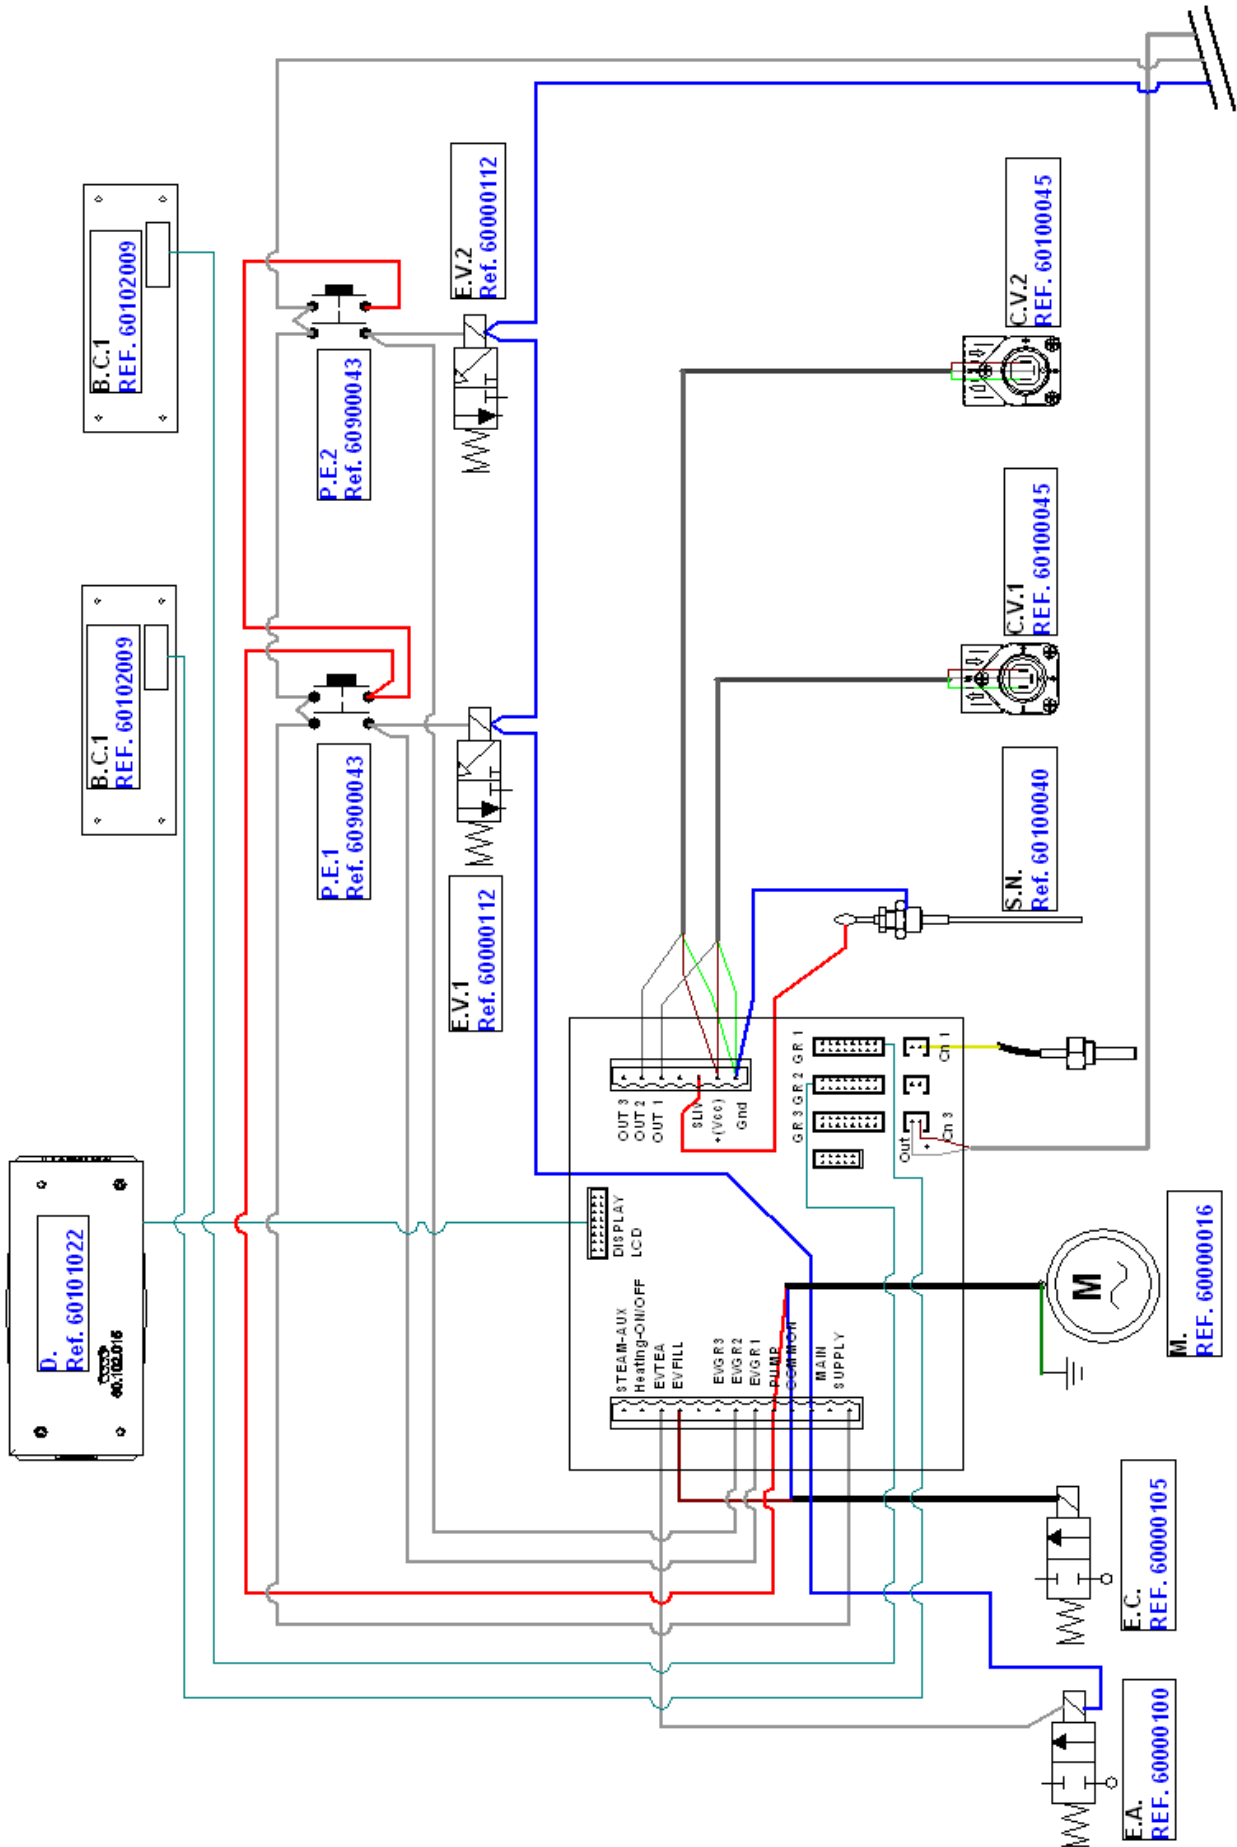 B.C.1
REF. 60102009
B.C.1
REF. 60102009
D.
Ref. 60101022
60.102.015
E.V.2
Ref. 60000112
P.E.2
Ref. 60900043
P.E.1
Ref. 60900043
E.V.1
Ref. 60000112
C.V.2
REF. 60100045
C.V.1
REF. 60100045
S.N.
Ref. 60100040
OUT 3
OUT 2
OUT 1
SLIV
+(Vcc)
Gnd
GR 3 GR 2 GR 1
Cn 1
Out
+
Cn 3
DISPLAY
LCD
STEAM-AUX
Heating-ON/OFF
EVTEA
EVFILL
EVGR3
EVGR2
EVGR1
PUMP
COMMON
MAIN
SUPPLY
M
M.
REF. 60000016
E.C.
REF. 60000105
E.A.
REF. 60000100